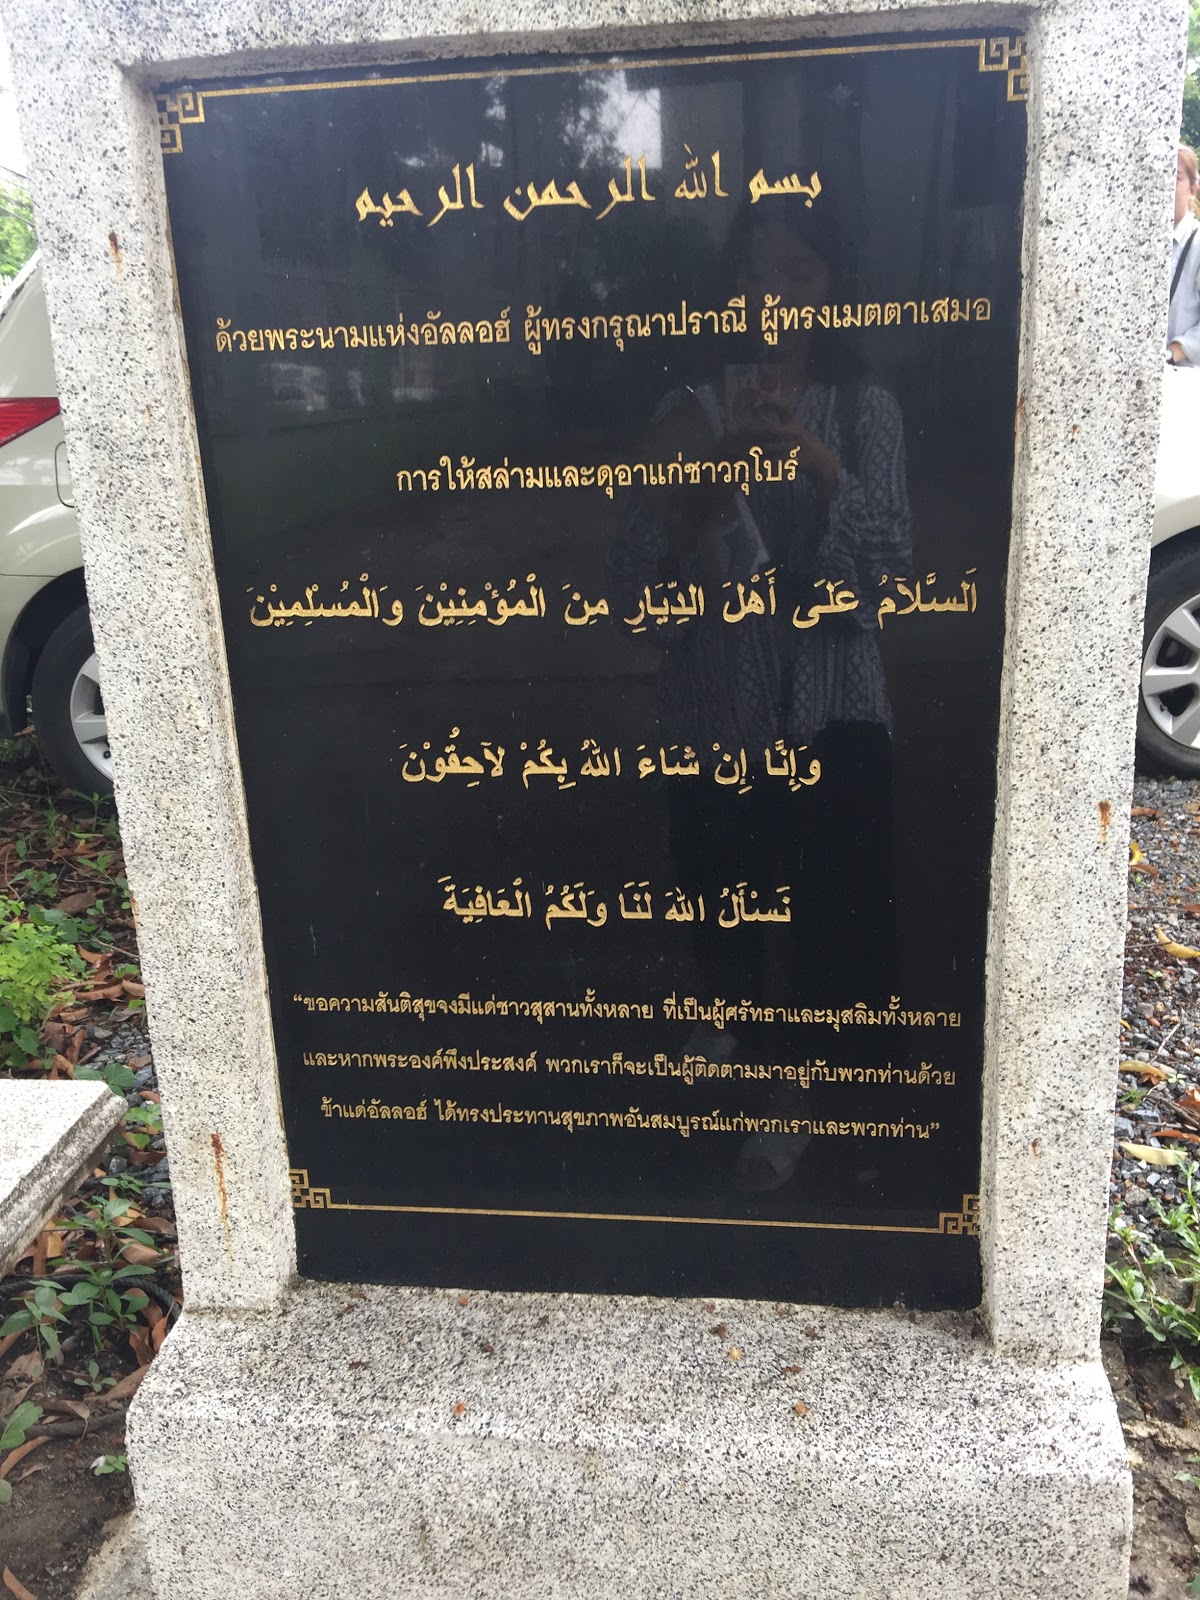 بسم الله الرحمن الرحيم
ด้วยพระนามแห่งอัลลอฮ์ ผู้ทรงกรุณาปราณี ผู้ทรงเมตตาเสมอ
การให้สล่ามและดุอาแก่ชาวกุโบร์
اَلسَّلَآمُ عَلَى أَهْلَ الدِّيَارِ مِنَ الْمُؤْمِنِيْنَ وَالْمُسْلِمِيْنَ
وَإِنَّا إِنْ شَاءَ اللهُ بِكُمْ لآحِقُوْنَ
نَسْأَلُ اللهَ لَنَا وَلَكُمُ الْعَافِيَةَ
“ขอความสันติสุขจงมีแด่ชาวสุสานทั้งหลาย ที่เป็นผู้ศรัทธาและมุสลิมทั้งหลาย
และหากพระองค์พึงประสงค์ พวกเราก็จะเป็นผู้ติดตามมาอยู่กับพวกท่านด้วย
ข้าแด่อัลลอฮ์ ได้ทรงประทานสุขภาพอันสมบูรณ์แก่พวกเราและพวกท่าน”